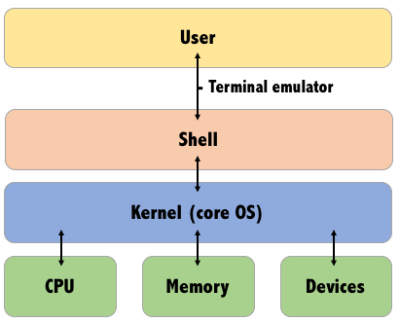 User
Terminal emulator
Shell
Kernel (core OS)
CPU
Memory
Devices